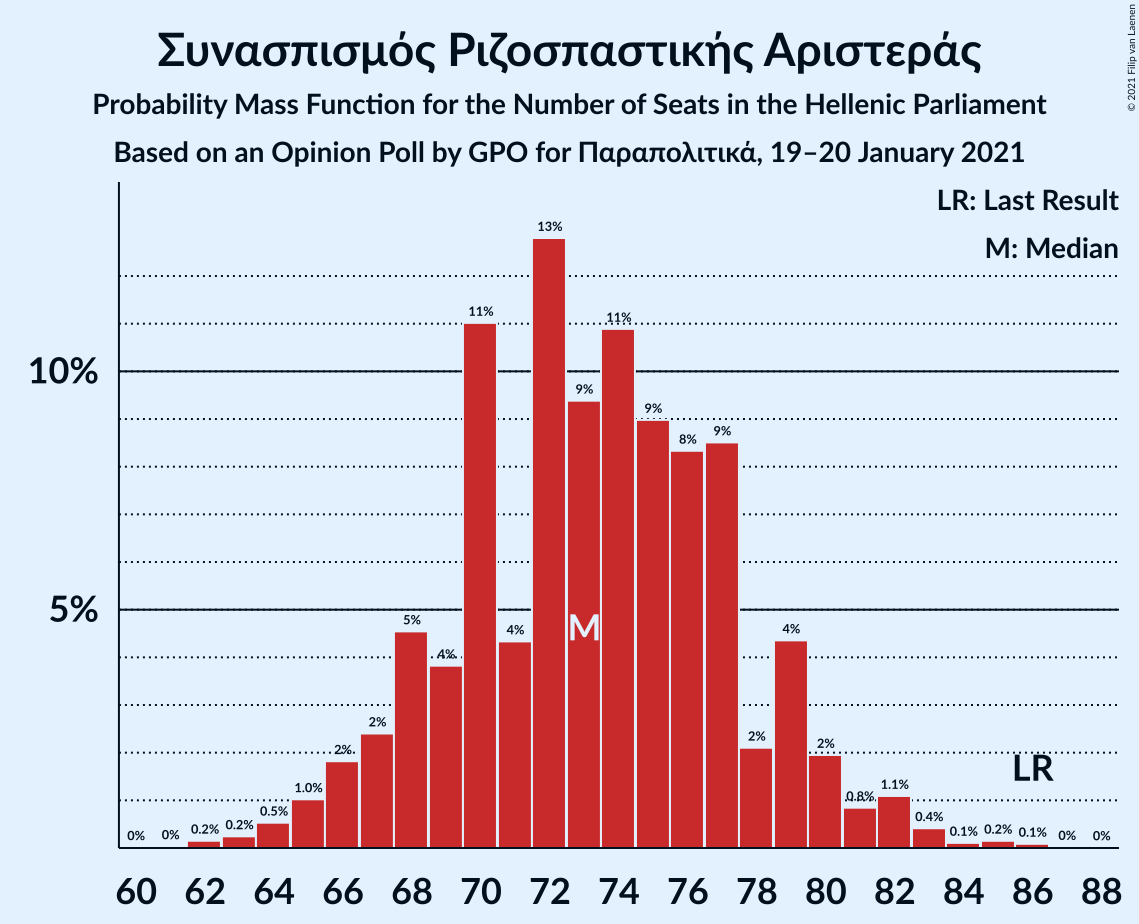 Συνασπισμός Ριζοσπαστικής Αριστεράς
Probability Mass Function for the Number of Seats in the Hellenic Parliament
Based on an Opinion Poll by GPO for Παραπολιτικά, 19–20 January 2021
© 2021 Filip van Laenen
LR: Last Result
M: Median
10%
5%
0% 0% 0.2% 0.2% 0.5% 1.0% 2% 2% 5% 4% 11% 4% 13% 9% 11% 9% 8% 9% 2% 4% 2% 0.8% 1.1% 0.4% 0.1% 0.2% 0.1% 0% 0%
M
LR
60 62 64 66 68 70 72 74 76 78 80 82 84 86 88